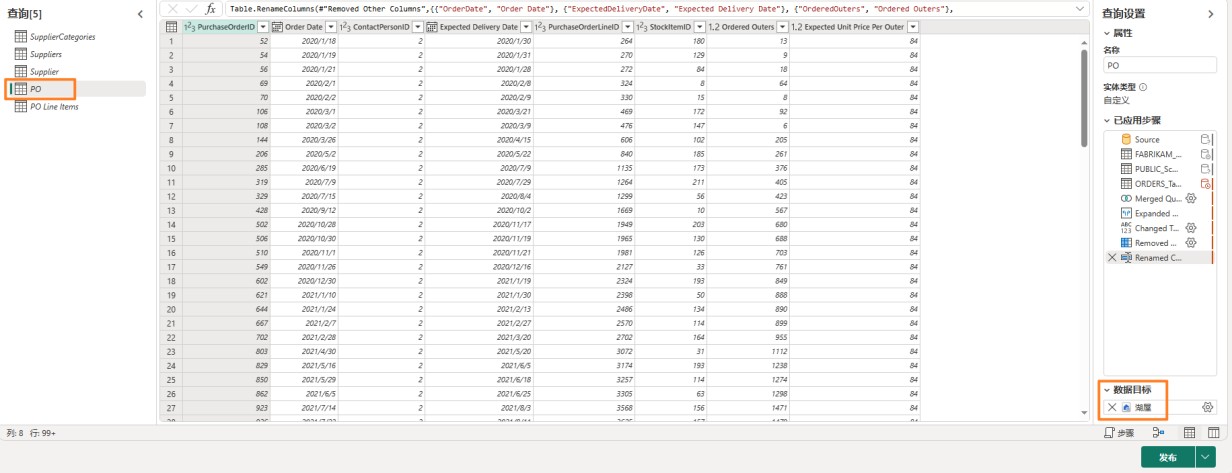 查询[5]
SupplierCategories
Suppliers
Supplier
PO
PO Line Items
fx Table.RenameColumns(#"Removed Other Columns",{{"OrderDate", "Order Date"}, {"ExpectedDeliveryDate", "Expected Delivery Date"}, {"OrderedOuters", "Ordered Outers"},
PurchaseOrderID Order Date ContactPersonID Expected Delivery Date PurchaseOrderLineID StockItemID Ordered Outers Expected Unit Price Per Outer
1 52 2020/1/18 2 2020/1/30 264 180 13 84
2 54 2020/1/19 2 2020/1/31 270 129 9 84
3 56 2020/1/21 2 2020/1/28 272 84 18 84
4 69 2020/2/1 2 2020/2/8 324 8 64 84
5 70 2020/2/2 2 2020/2/9 330 15 8 84
6 106 2020/3/1 2 2020/3/21 469 172 92 84
7 108 2020/3/2 2 2020/3/9 476 147 6 84
8 144 2020/3/26 2 2020/4/15 606 102 205 84
9 206 2020/5/2 2 2020/5/22 840 185 261 84
10 285 2020/6/19 2 2020/7/9 1135 173 376 84
11 319 2020/7/9 2 2020/7/29 1264 211 405 84
12 329 2020/7/15 2 2020/8/4 1299 56 423 84
13 428 2020/9/12 2 2020/10/2 1669 10 567 84
14 502 2020/10/28 2 2020/11/17 1949 203 680 84
15 506 2020/10/30 2 2020/11/19 1965 130 688 84
16 510 2020/11/1 2 2020/11/21 1981 126 703 84
17 549 2020/11/26 2 2020/12/16 2127 33 761 84
18 602 2020/12/30 2 2021/1/19 2324 193 849 84
19 621 2021/1/10 2 2021/1/30 2398 50 888 84
20 644 2021/1/24 2 2021/2/13 2486 134 890 84
21 667 2021/2/7 2 2021/2/27 2570 114 899 84
22 702 2021/2/28 2 2021/3/20 2702 164 955 84
23 803 2021/4/30 2 2021/5/20 3072 31 1112 84
24 829 2021/5/16 2 2021/6/5 3174 193 1238 84
25 850 2021/5/29 2 2021/6/18 3257 114 1274 84
26 862 2021/6/5 2 2021/6/25 3305 63 1298 84
27 923 2021/7/14 2 2021/8/3 3568 156 1471 84
列: 8 行: 99+
查询设置
属性
名称
PO
实体类型
自定义
已应用步骤
Source
FABRIKAM_...
PUBLIC_Sc...
ORDERS_Ta...
Merged Qu...
Expanded ...
Changed T...
Removed ...
Renamed C...
数据目标
湖屋
步骤
发布